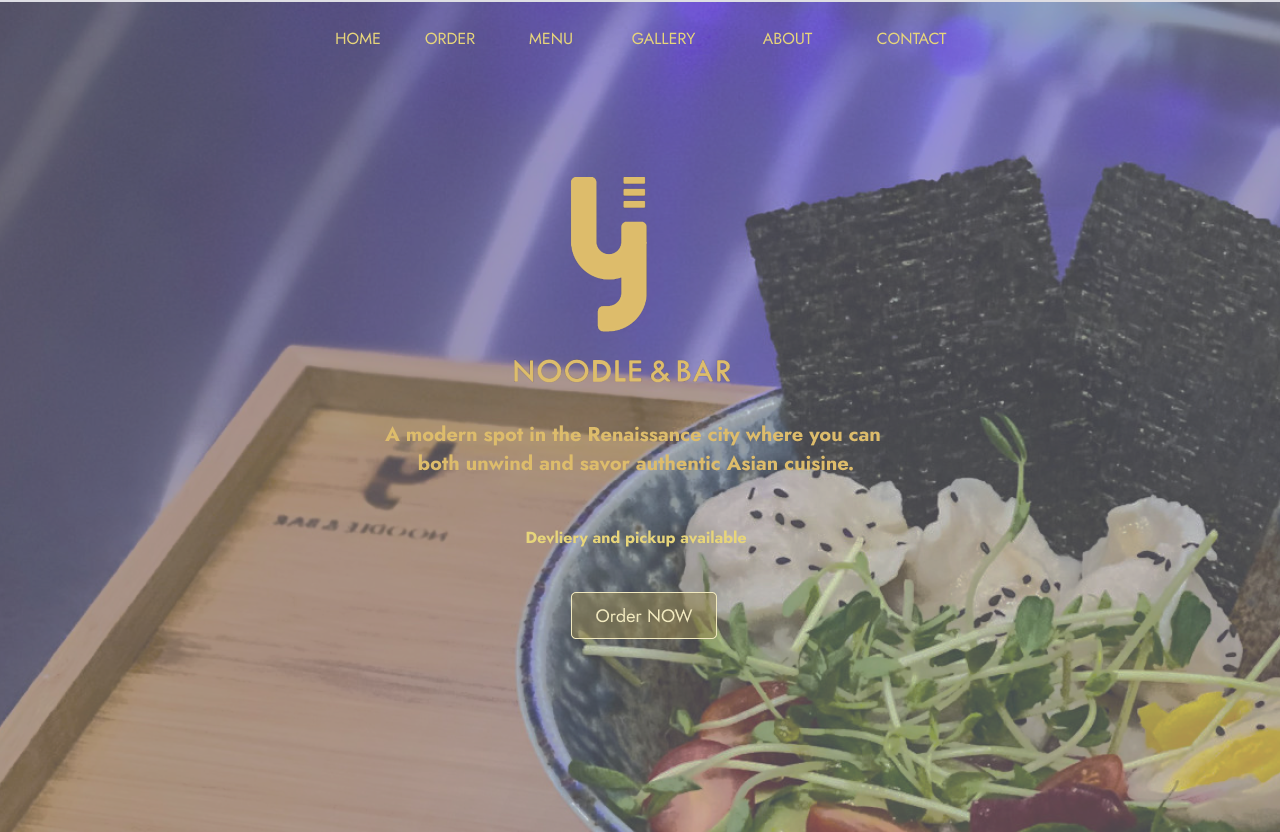 HOME ORDER MENU GALLERY ABOUT CONTACT
y
NOODLE & BAR
A modern spot in the Renaissance city where you can
both unwind and savor authentic Asian cuisine.
NOODLE & BAR
Devliery and pickup available
Order NOW